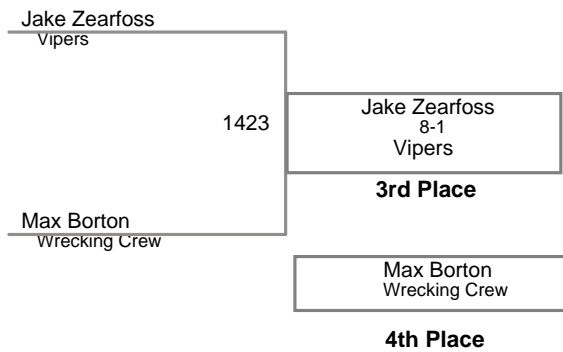 Jake Zearfoss
Vipers
1423
Jake Zearfoss
8-1
Vipers
3rd Place
Max Borton
Wrecking Crew
Max Borton
Wrecking Crew
4th Place